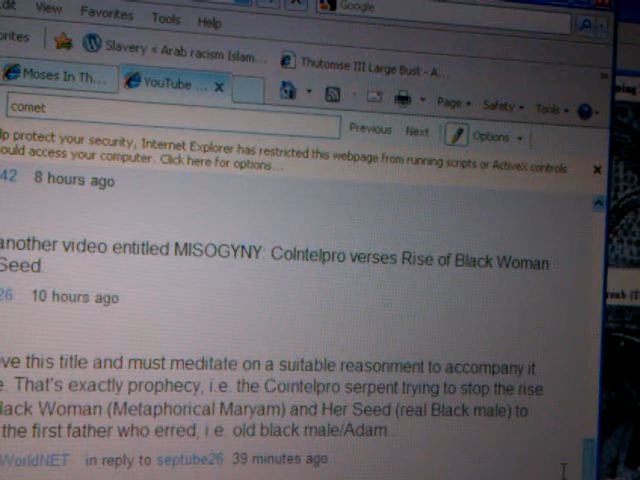 dit View Favorites Tools Help
Google
orites Slavery < Arab racism Islam... Thutomse III Large Bust - A...
Moses In Th... YouTube ... x
Page Safety Tools
comet Previous Next Options
lp protect your security, Internet Explorer has restricted this webpage from running scripts or ActiveX controls
ould access your computer. Click here for options...
42 8 hours ago
another video entitled MISOGYNY: CoIntelpro verses Rise of Black Woman
Seed.
26 10 hours ago
ve this title and must meditate on a suitable reasonment to accompany it
e. That's exactly prophecy, i.e. the Cointelpro serpent trying to stop the rise
lack Woman (Metaphorical Maryam) and Her Seed (real Black male) to
the first father who erred, i.e. old black male/Adam...
WorldNET in reply to septube26 39 minutes ago